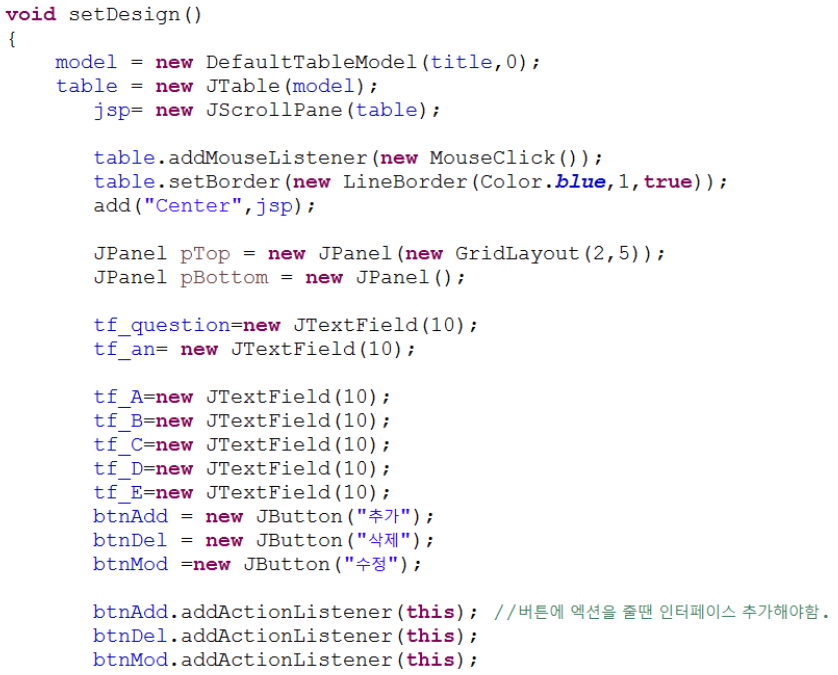 void setDesign()
{
    model = new DefaultTableModel(title,0);
    table = new JTable(model);
       jsp= new JScrollPane(table);

       table.addMouseListener(new MouseClick());
       table.setBorder(new LineBorder(Color.blue,1,true));
       add("Center",jsp);

       JPanel pTop = new JPanel(new GridLayout(2,5));
       JPanel pBottom = new JPanel();

       tf_question=new JTextField(10);
       tf_an= new JTextField(10);

       tf_A=new JTextField(10);
       tf_B=new JTextField(10);
       tf_C=new JTextField(10);
       tf_D=new JTextField(10);
       tf_E=new JTextField(10);
       btnAdd = new JButton("추가");
       btnDel = new JButton("삭제");
       btnMod =new JButton("수정");

       btnAdd.addActionListener(this); //버튼에 엑션을 줄땐 인터페이스 추가해야함.
       btnDel.addActionListener(this);
       btnMod.addActionListener(this);